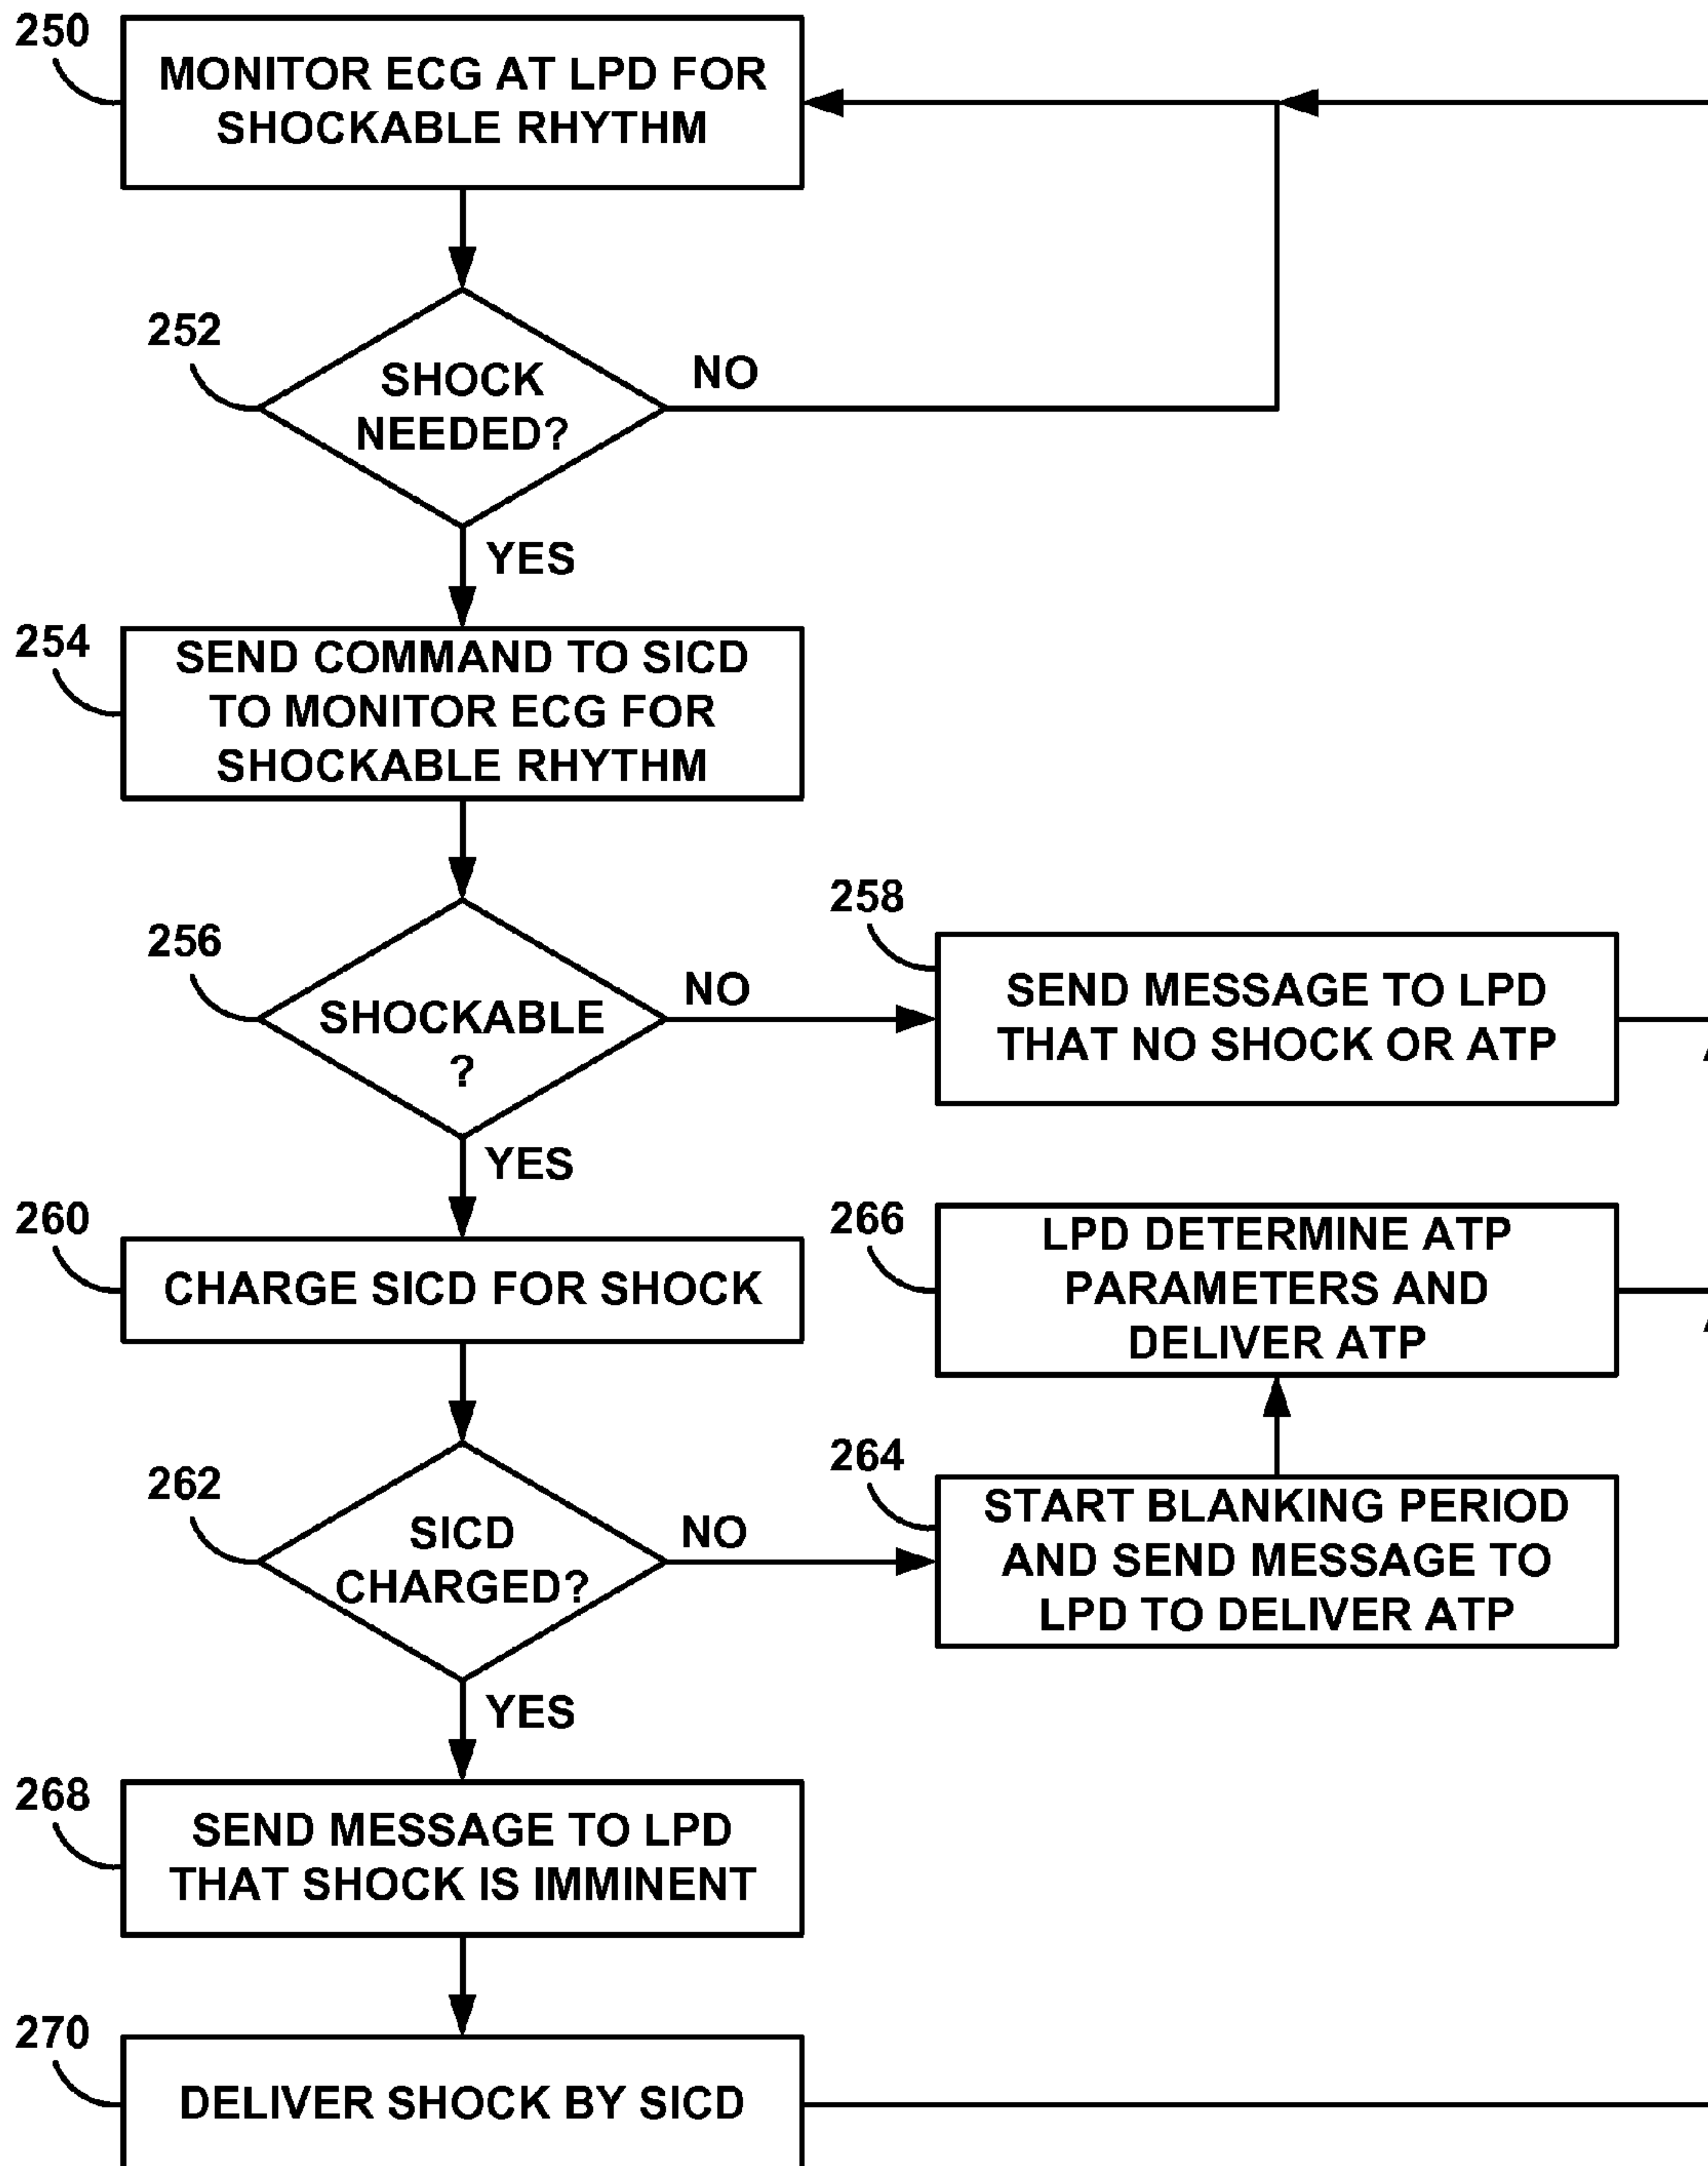 250
MONITOR ECG AT LPD FOR
SHOCKABLE RHYTHM
252
SHOCK
NEEDED?
NO
YES
254
SEND COMMAND TO SICD
TO MONITOR ECG FOR
SHOCKABLE RHYTHM
256
SHOCKABLE
?
NO
258
SEND MESSAGE TO LPD
THAT NO SHOCK OR ATP
YES
260
CHARGE SICD FOR SHOCK
266
LPD DETERMINE ATP
PARAMETERS AND
DELIVER ATP
262
SICD
CHARGED?
NO
264
START BLANKING PERIOD
AND SEND MESSAGE TO
LPD TO DELIVER ATP
YES
268
SEND MESSAGE TO LPD
THAT SHOCK IS IMMINENT
270
DELIVER SHOCK BY SICD